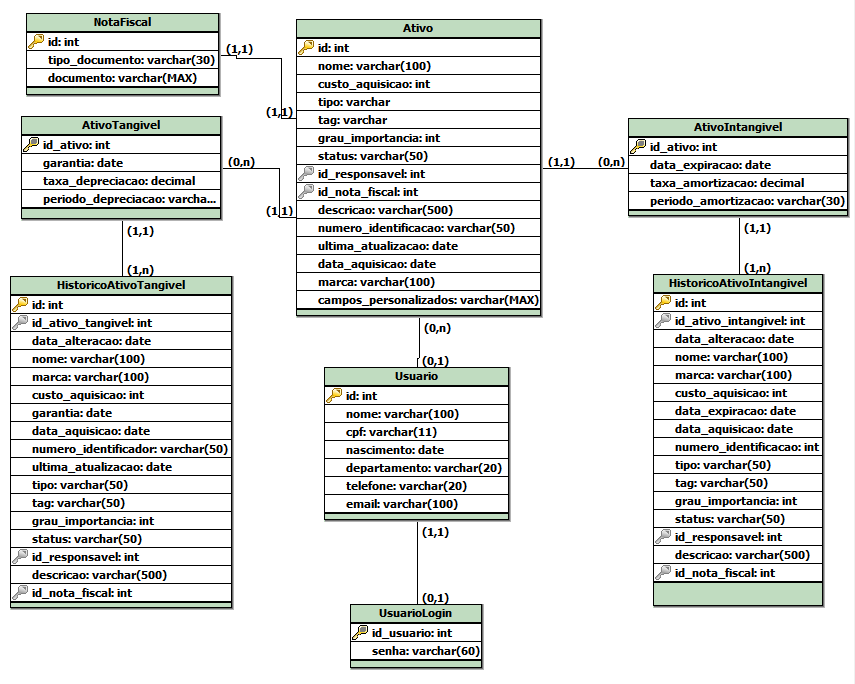 NotaFiscal
id: int
tipo_documento: varchar(30)
documento: varchar(MAX)
(1,1)
(1,1)
Ativo
id: int
nome: varchar(100)
custo_aquisicao: int
tipo: varchar
tag: varchar
grau_importancia: int
status: varchar(50)
id_responsavel: int
id_nota_fiscal: int
descricao: varchar(500)
numero_identificacao: varchar(50)
ultima_atualizacao: date
data_aquisicao: date
marca: varchar(100)
campos_personalizados: varchar(MAX)
AtivoTangivel
id_ativo: int
garantia: date
taxa_depreciacao: decimal
periodo_depreciacao: varcha...
(0,n)
(1,1)
AtivoIntangivel
id_ativo: int
data_expiracao: date
taxa_amortizacao: decimal
periodo_amortizacao: varchar(30)
(1,1)
(0,n)
(1,1)
(1,n)
HistoricoAtivoTangivel
id: int
id_ativo_tangivel: int
data_alteracao: date
nome: varchar(100)
marca: varchar(100)
custo_aquisicao: int
garantia: date
data_aquisicao: date
numero_identificador: varchar(50)
ultima_atualizacao: date
tipo: varchar(50)
tag: varchar(50)
grau_importancia: int
status: varchar(50)
id_responsavel: int
descricao: varchar(500)
id_nota_fiscal: int
(0,n)
(0,1)
Usuario
id: int
nome: varchar(100)
cpf: varchar(11)
nascimento: date
departamento: varchar(20)
telefone: varchar(20)
email: varchar(100)
(1,1)
(0,1)
UsuarioLogin
id_usuario: int
senha: varchar(60)
(1,1)
(1,n)
HistoricoAtivoIntangivel
id: int
id_ativo_intangivel: int
data_alteracao: date
nome: varchar(100)
marca: varchar(100)
custo_aquisicao: int
data_expiracao: date
data_aquisicao: date
numero_identificacao: int
tipo: varchar(50)
tag: varchar(50)
grau_importancia: int
status: varchar(50)
id_responsavel: int
descricao: varchar(500)
id_nota_fiscal: int